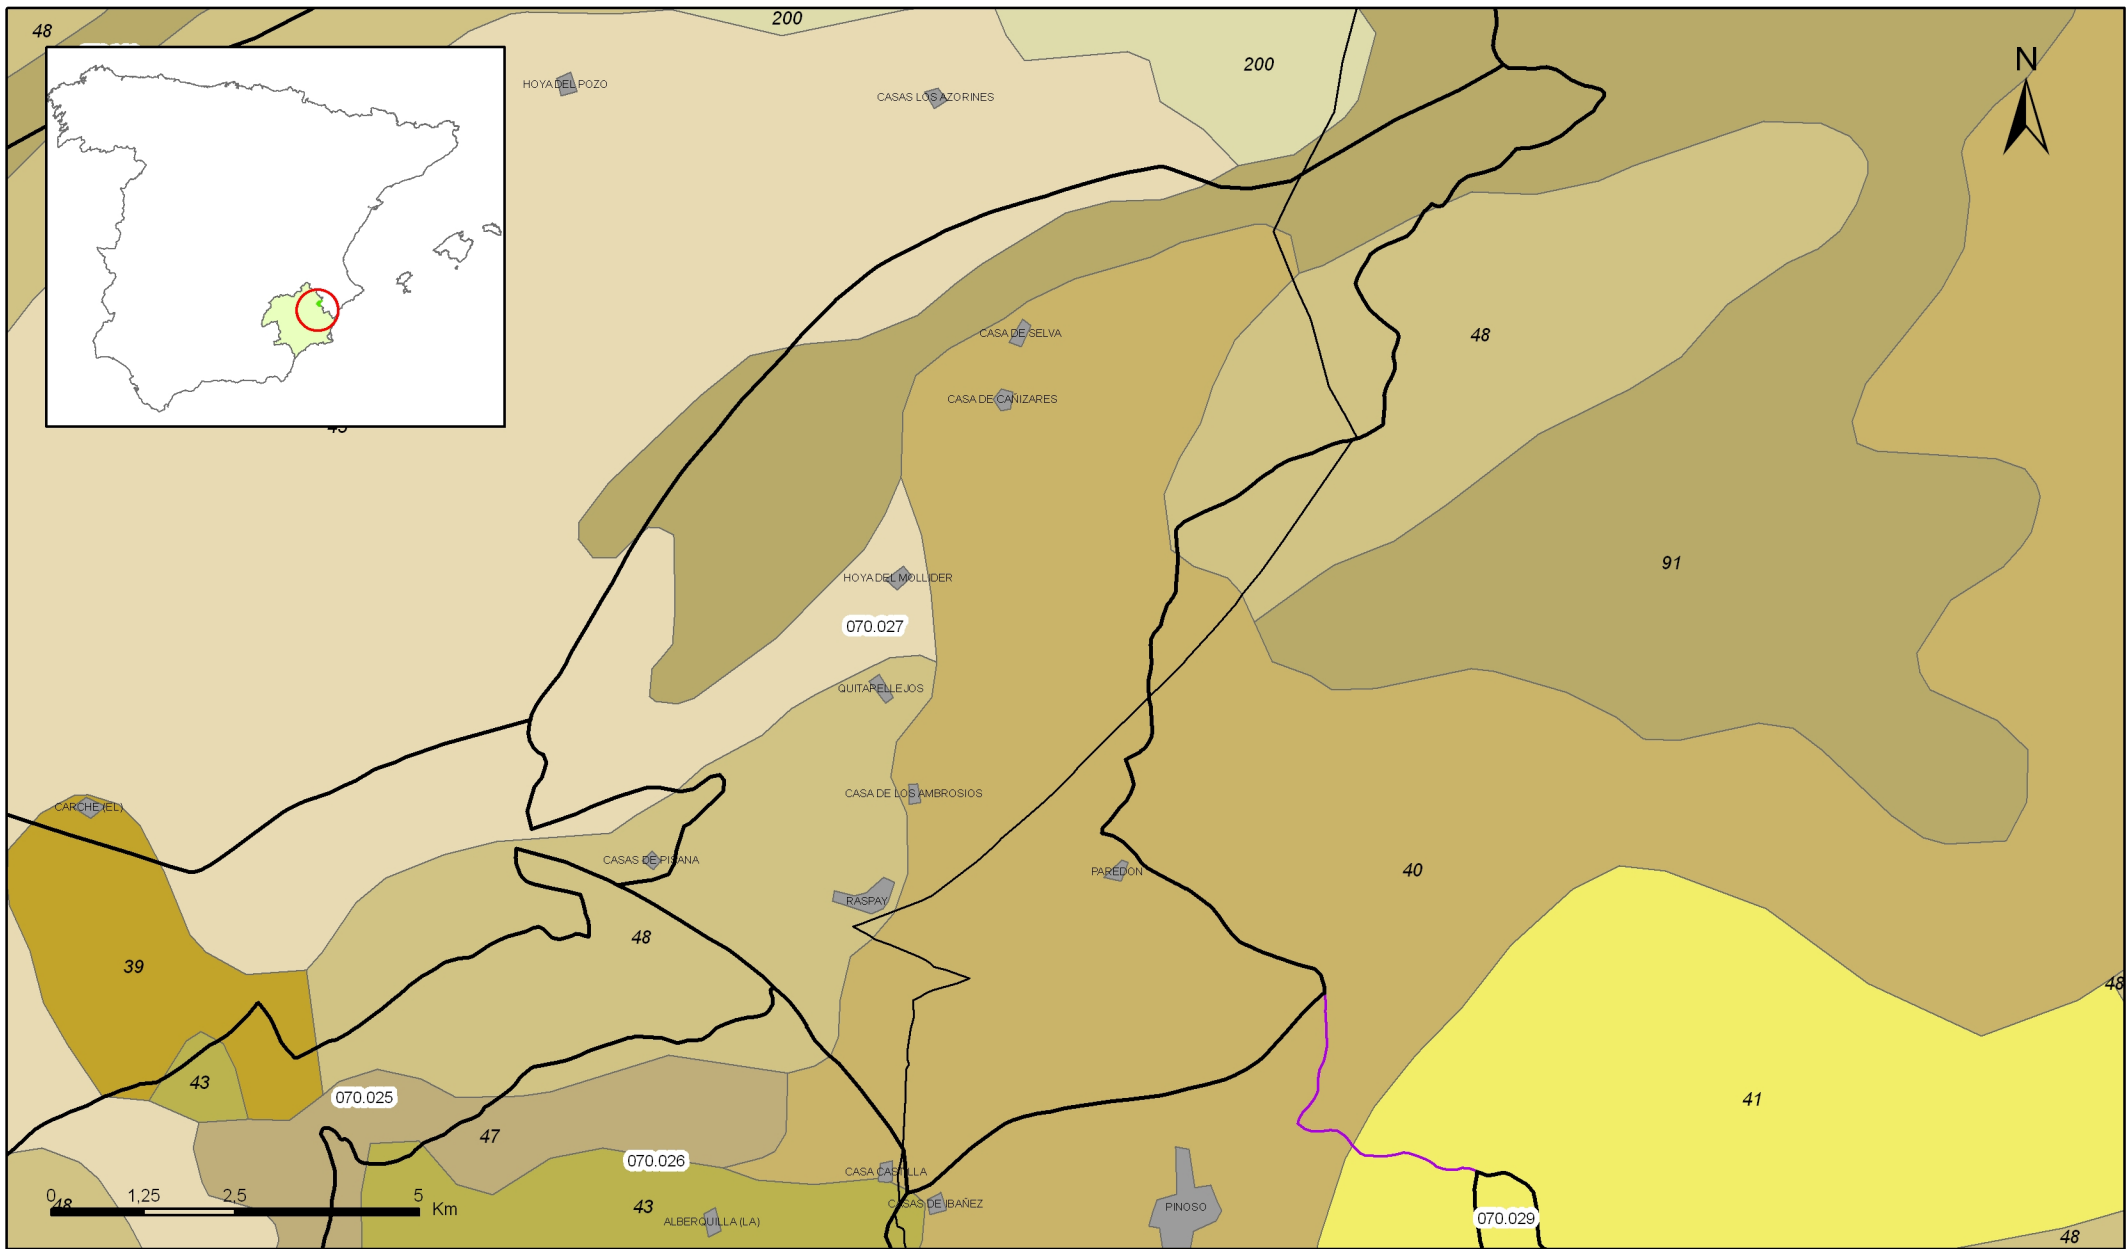 48
200
200
N
HOYA DEL POZO
CASAS LOS AZORINES
CASA DE SELVA
48
CASA DE CAÑIZARES
91
HOYA DEL MOLLIDER
070.027
QUITAPELLEJOS
CASA DE LOS AMBROSIOS
CARCHE (EL)
CASAS DE PISANA
PAREDON
40
RASPAY
48
39
48
43
070.025
41
47
070.026
CASA CASTILLA
0 1,25 2,5 5
Km
48
43
CASAS DE IBAÑEZ
PINOSO
ALBERQUILLA (LA)
070.029
48